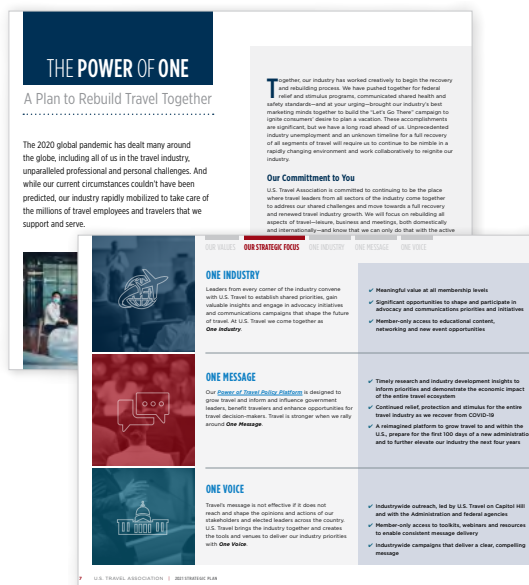 THE POWER OF ONE
A Plan to Rebuild Travel Together
The 2020 global pandemic has dealt many around
the globe, including all of us in the travel industry,
unparalleled professional and personal challenges. And
while our current circumstances couldn't have been
predicted, our industry rapidly mobilized to take care of
the millions of travel employees and travelers that we
support and serve.
Together, our industry has worked creatively to begin the recovery
and rebuilding process. We have pushed together for federal
relief and stimulus programs, communicated shared health and
safety standards—and at your urging—brought our industry's best
marketing minds together to build the "Let's Go There" campaign to
ignite consumers' desire to plan a vacation. These accomplishments
are significant; but we have a long road ahead of us. Unprecedented
industry unemployment and an unknown timeline for a full recovery
of all segments of travel will require us to continue to be nimble in a
rapidly changing environment and work collaboratively to reignite our
industry.
Our Committment to You
U.S. Travel Association is committed to continuing to be the place
where travel leaders from all sectors of the industry come together
to address our shared challenges and move towards a full recovery
and renewed travel industry growth. We will focus on rebuilding all
aspects of travel—leisure, business and meetings, both domestically
and internationally—and know that we can only do that with the active
OUR VALUES OUR STRATEGIC FOCUS ONE INDUSTRY ONE MESSAGE ONE VOICE
ONE INDUSTRY
Leaders from every corner of the industry convene
with U.S. Travel to establish shared priorities, gain
valuable insights and engage in advocacy initiatives
and communications campaigns that shape the future
of travel. At U.S. Travel we come together as
One Industry.
✔ Meaningful value at all membership levels
✔ Significant opportunities to shape and participate in
advocacy and communications priorities and initiatives
✔ Member-only access to educational content,
networking and new event opportunities
ONE MESSAGE
Our Power of Travel Policy Platform is designed to
grow travel and inform and influence government
leaders, benefit travelers and enhance opportunities for
travel decision-makers. Travel is stronger when we rally
around One Message.
✔ Timely research and industry development insights to
inform priorities and demonstrate the economic impact
of the entire travel ecosystem
✔ Continued relief, protection and stimulus for the entire
travel industry as we recover from COVID-19
✔ A reimagined platform to grow travel to and within the
U.S., prepare for the first 100 days of a new administratio
and to further elevate our industry the next four years
ONE VOICE
Travel's message is not effective if it does not
reach and shape the opinions and actions of our
stakeholders and elected leaders across the country.
U.S. Travel brings the industry together and creates
the tools and venues to deliver our industry priorities
with One Voice.
✔ Industrywide outreach, led by U.S. Travel on Capitol Hill
and with the Administration and federal agencies
✔ Member-only access to toolkits, webinars and resources
to enable consistent message delivery
✔ Industrywide campaigns that deliver a clear, compelling
message
7 U.S. TRAVEL ASSOCIATION | 2021 STRATEGIC PLAN